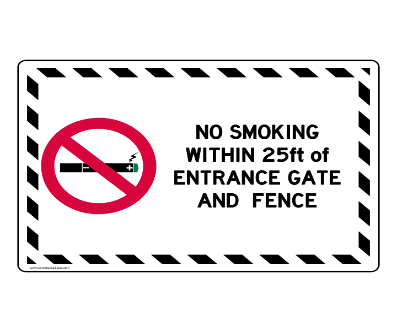 NO SMOKING
WITHIN 25ft of
ENTRANCE GATE
AND FENCE